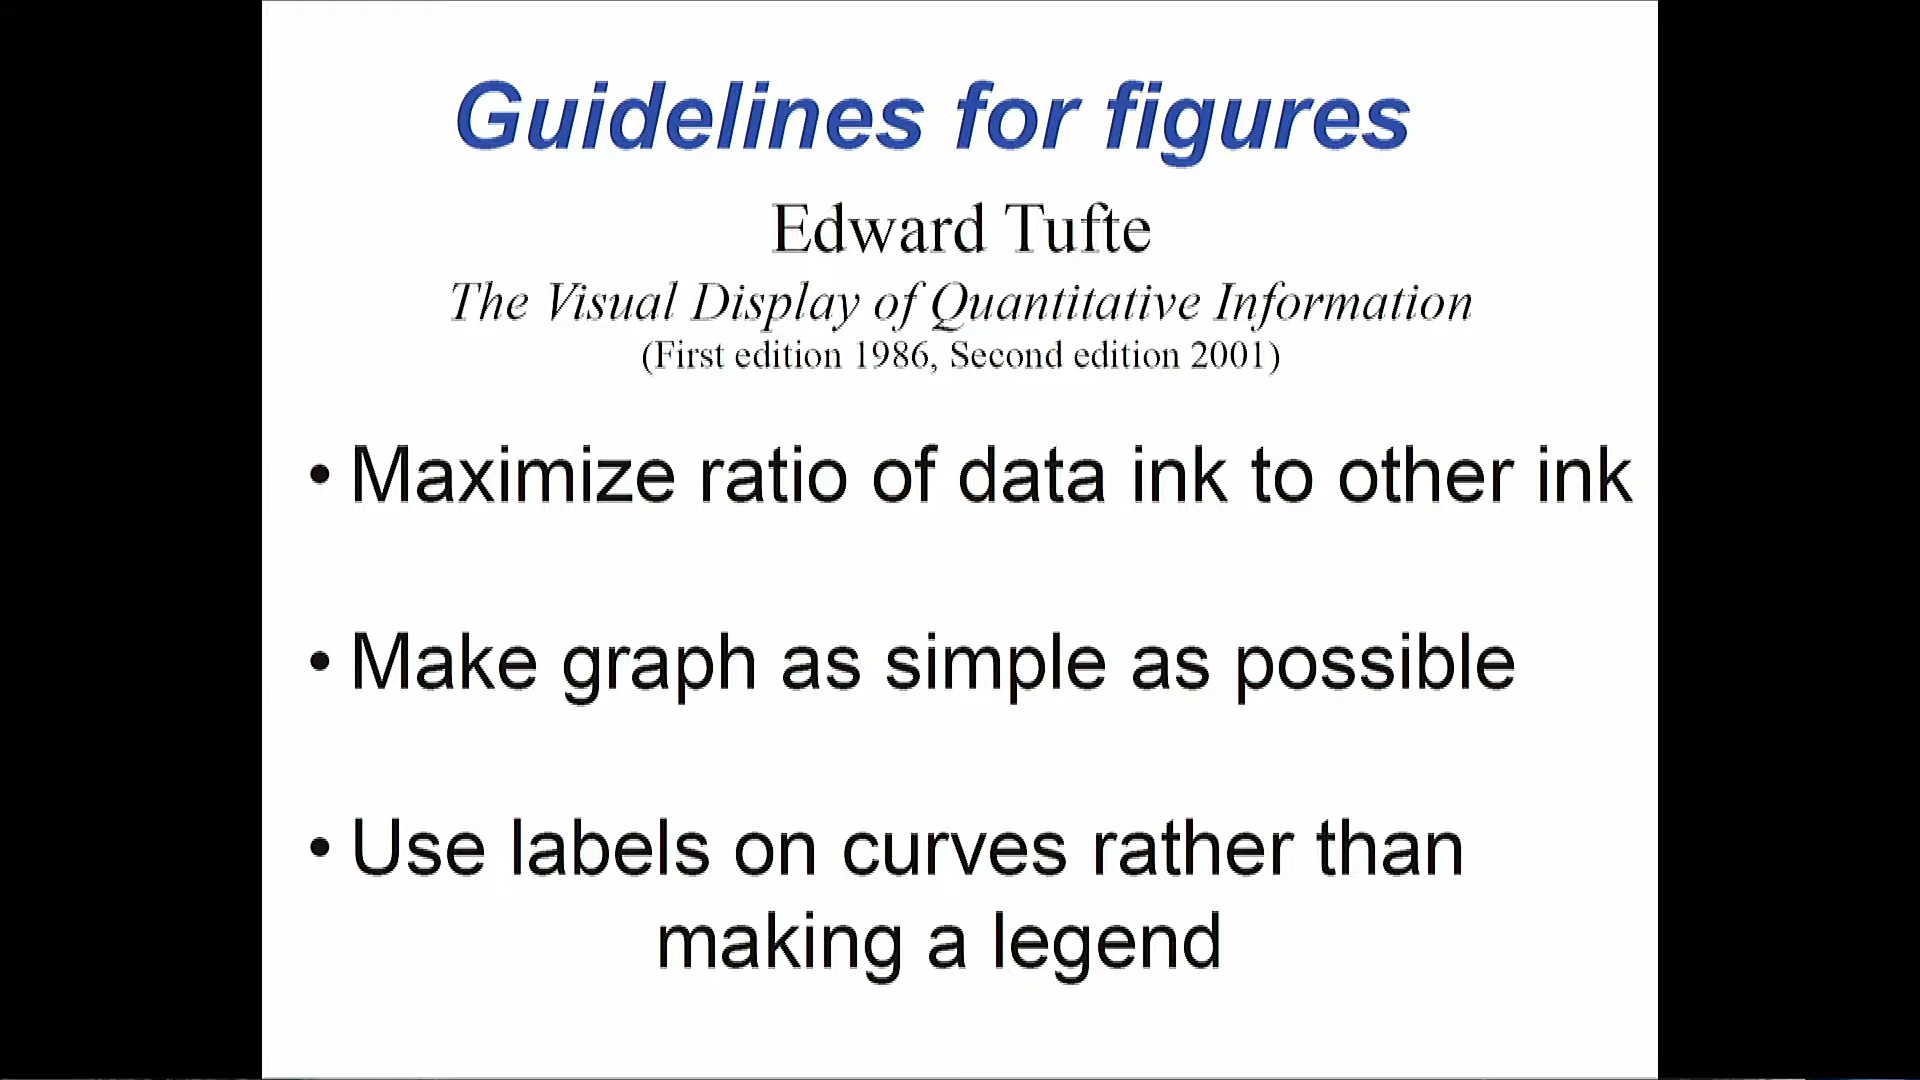 Guidelines for figures
Edward Tufte
The Visual Display of Quantitative Information
(First edition 1986, Second edition 2001)
• Maximize ratio of data ink to other ink
• Make graph as simple as possible
• Use labels on curves rather than
making a legend